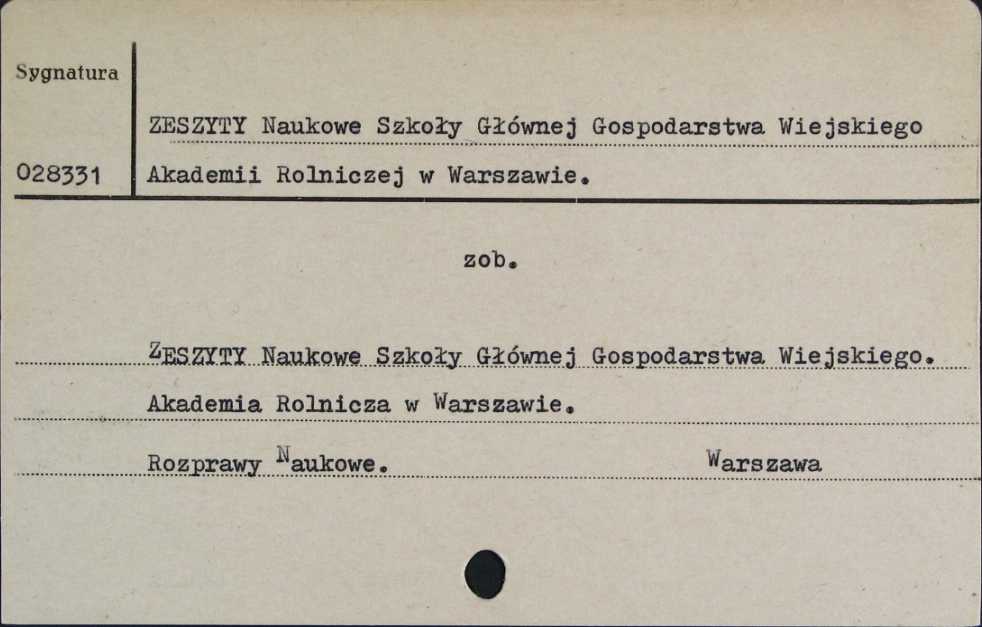 Sygnatura
ZESZYTY Naukowe Szkoły Głównej Gospodarstwa Wiejskiego
028331
Akademii Rolniczej w Warszawie.
zob.
ZESZYTY Naukowe Szkoły Głównej Gospodarstwa Wiejskiego.
Akademia Rolnicza w Warszawie.
Rozprawy Naukowe. Warszawa